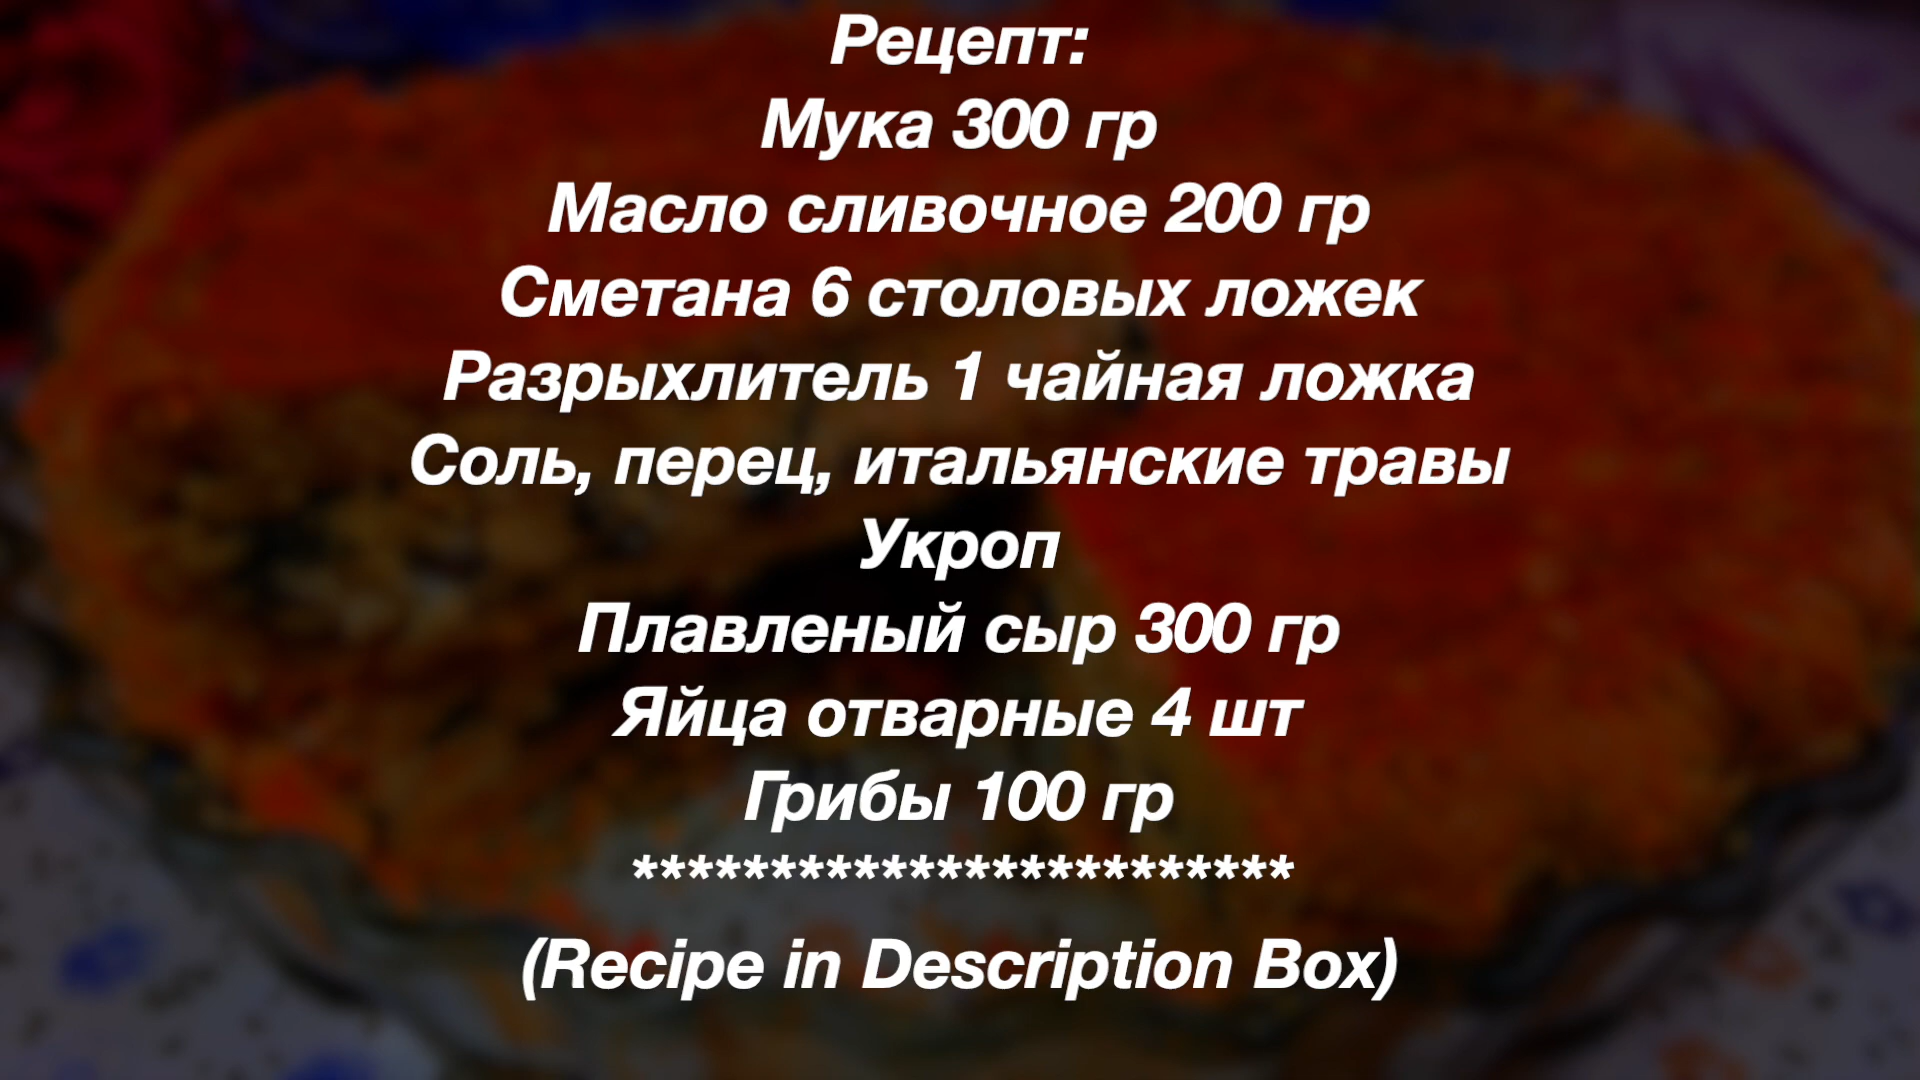 Рецепт:
Мука 300 гр
Масло сливочное 200 гр
Сметана 6 столовых ложек
Разрыхлитель 1 чайная ложка
Соль, перец, итальянские травы
Укроп
Плавленый сыр 300 гр
Яйца отварные 4 шт
Грибы 100 гр
************************
(Recipe in Description Box)